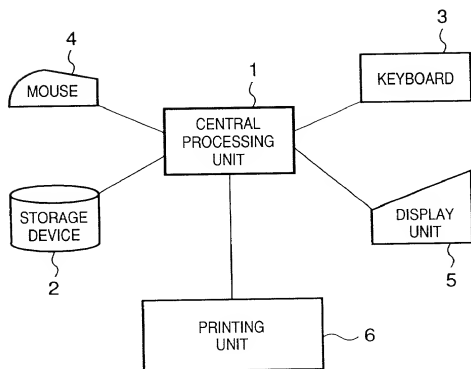 4
MOUSE
1
CENTRAL
PROCESSING
UNIT
3
KEYBOARD
STORAGE
DEVICE
2
DISPLAY
UNIT
5
PRINTING
UNIT
6